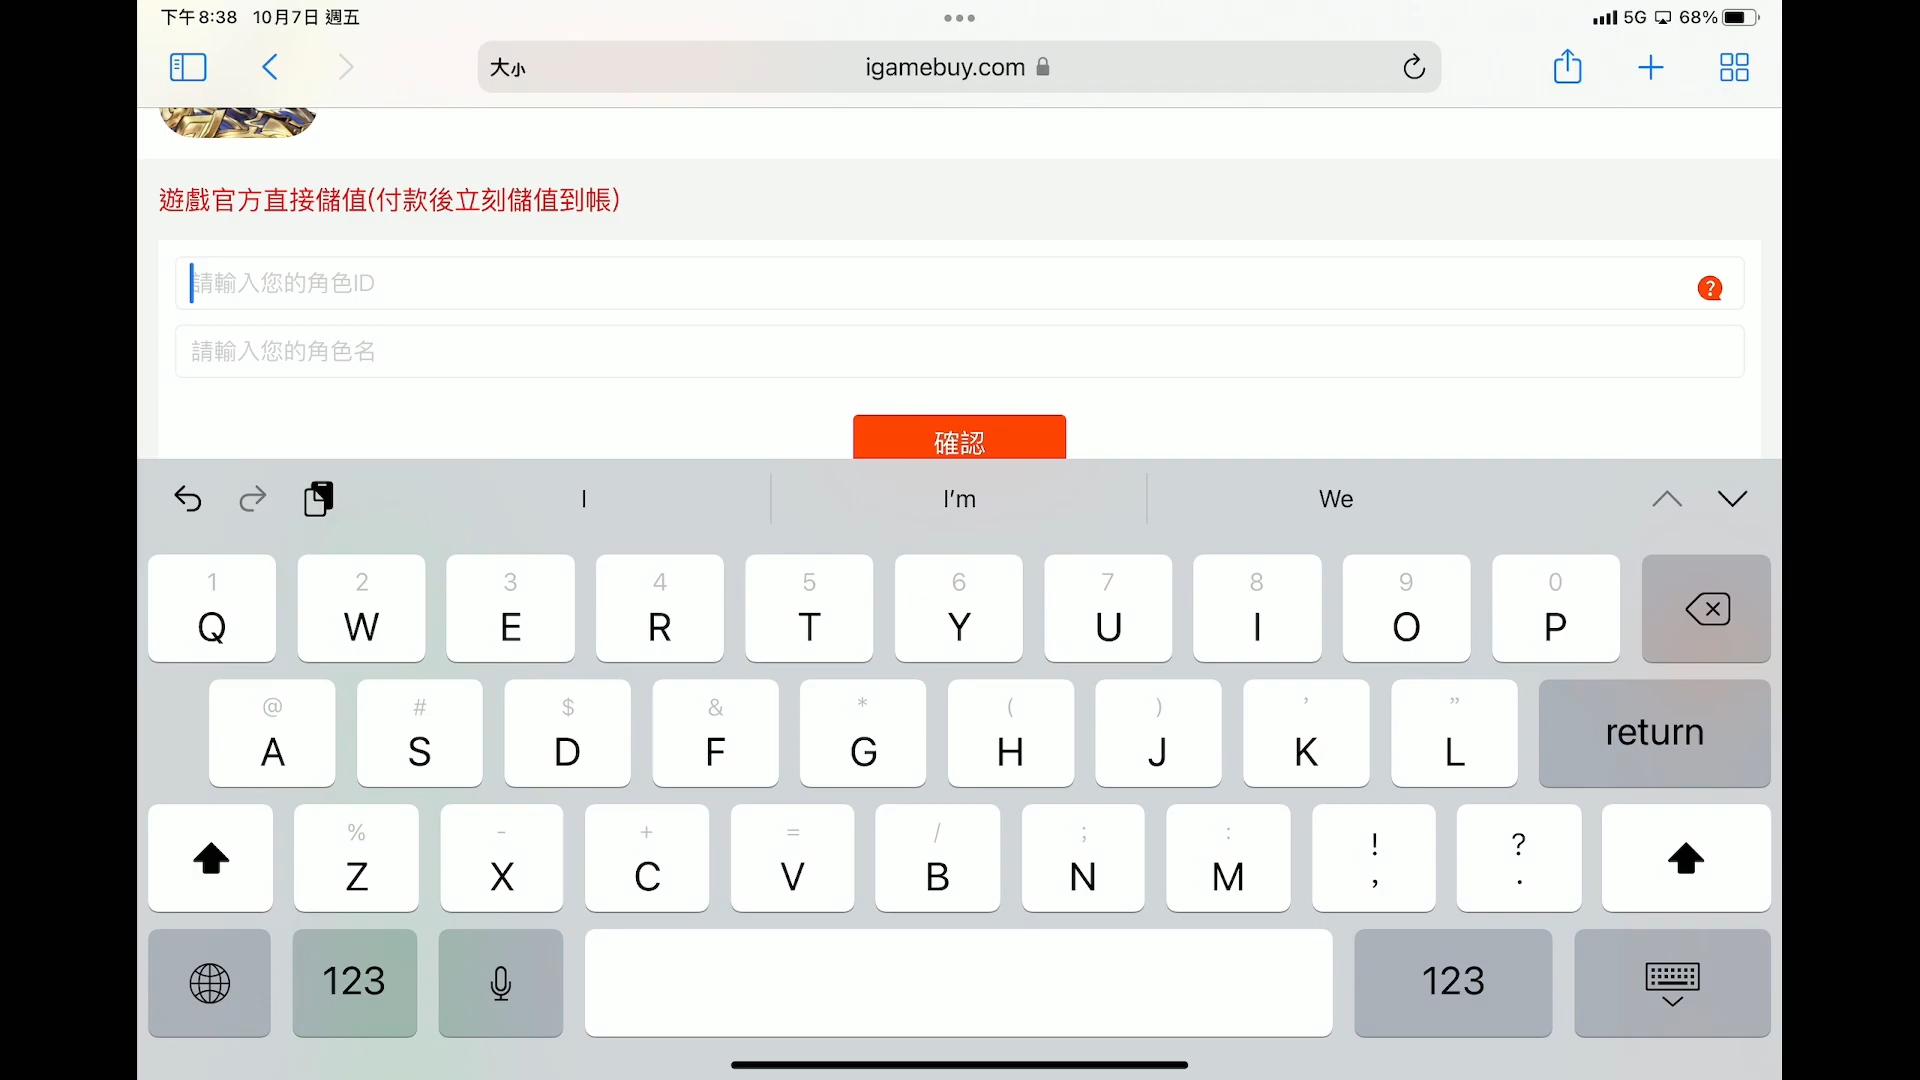 下午8:38 10月7日 週五 5G 68%
大小 igamebuy.com
遊戲官方直接儲值(付款後立刻儲值到帳)
請輸入您的角色ID ?
請輸入您的角色名
確認
I I'm We
1 2 3 4 5 6 7 8 9 0
Q W E R T Y U I O P
@ # $ & * ( ) ’ ”
A S D F G H J K L return
% - + = / ; : ! ?
Z X C V B N M , .
123 123